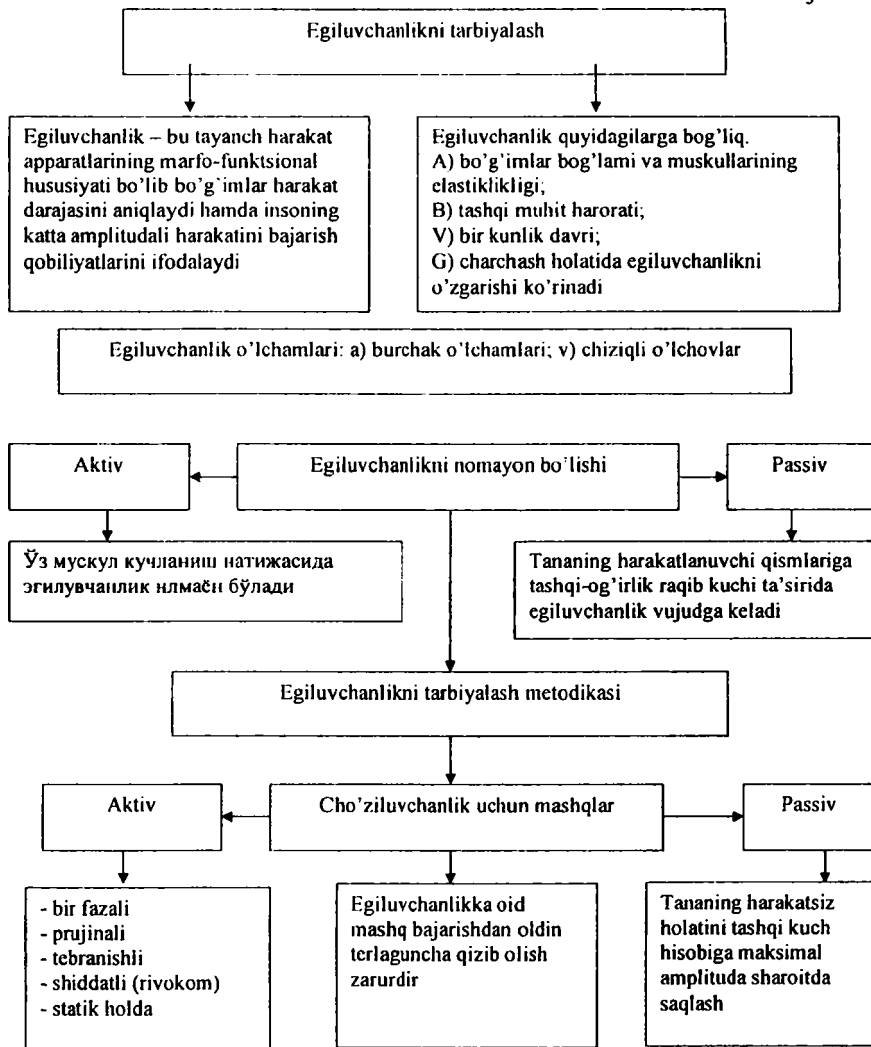 Egiluvchanlikni tarbiyalash
Egiluvchanlik – bu tayanch harakat
apparatlarining marfo-funktsional
hususiyati bo'lib bo'g'imlar harakat
darajasini aniqlaydi hamda insoning
katta amplitudali harakatini bajarish
qobiliyatlarini ifodalaydi
Egiluvchanlik quyidagilarga bog'liq.
A) bo'g'imlar bog'lami va muskullarining
elastiklikligi;
B) tashqi muhit harorati;
V) bir kunlik davri;
G) charchash holatida egiluvchanlikni
o'zgarishi ko'rinadi
Egiluvchanlik o'lchamlari: a) burchak o'lchamlari; v) chiziqli o'lchovlar
Aktiv
Egiluvchanlikni nomayon bo'lishi
Passiv
Ўз мускул кучланиш натижасида
эгилувчанлик нлмаён бўлади
Tananing harakatlanuvchi qismlariga
tashqi-og'irlik raqib kuchi ta'sirida
egiluvchanlik vujudga keladi
Egiluvchanlikni tarbiyalash metodikasi
Aktiv
Cho'ziluvchanlik uchun mashqlar
Passiv
- bir fazali
- prujinali
- tebranishli
- shiddatli (rivokom)
- statik holda
Egiluvchanlikka oid
mashq bajarishdan oldin
terlaguncha qizib olish
zarurdir
Tananing harakatsiz
holatini tashqi kuch
hisobiga maksimal
amplituda sharoitda
saqlash